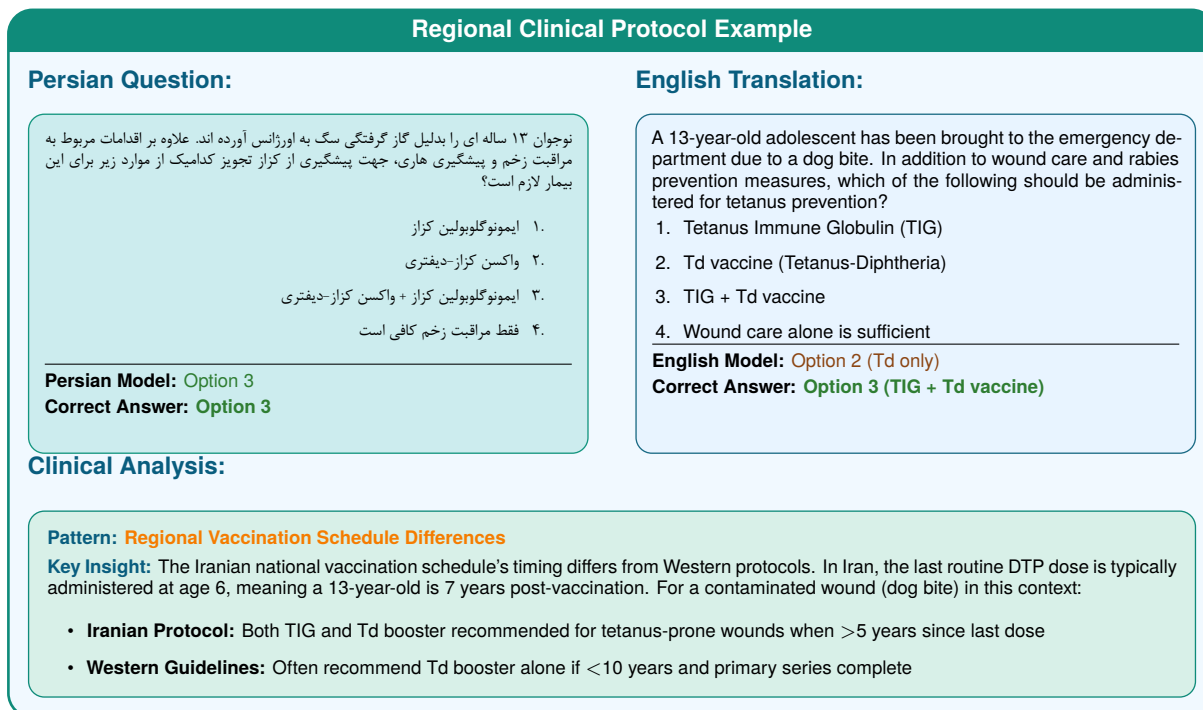 Regional Clinical Protocol Example
Persian Question:
نوجوان ۱۳ ساله ای را بدلیل گاز گرفتگی سگ به اورژانس آورده اند. علاوه بر اقدامات مربوط به
مراقبت زخم و پیشگیری هاری، جهت پیشگیری از کزاز تجویز کدامیک از موارد زیر برای این
بیمار لازم است؟
۱. ایمونوگلوبولین کزاز
۲. واکسن کزاز-دیفتری
۳. ایمونوگلوبولین کزاز + واکسن کزاز-دیفتری
۴. فقط مراقبت زخم کافی است
Persian Model: Option 3
Correct Answer: Option 3
English Translation:
A 13-year-old adolescent has been brought to the emergency de-
partment due to a dog bite. In addition to wound care and rabies
prevention measures, which of the following should be adminis-
tered for tetanus prevention?
1. Tetanus Immune Globulin (TIG)
2. Td vaccine (Tetanus-Diphtheria)
3. TIG + Td vaccine
4. Wound care alone is sufficient
English Model: Option 2 (Td only)
Correct Answer: Option 3 (TIG + Td vaccine)
Clinical Analysis:
Pattern: Regional Vaccination Schedule Differences
Key Insight: The Iranian national vaccination schedule's timing differs from Western protocols. In Iran, the last routine DTP dose is typically
administered at age 6, meaning a 13-year-old is 7 years post-vaccination. For a contaminated wound (dog bite) in this context:
• Iranian Protocol: Both TIG and Td booster recommended for tetanus-prone wounds when >5 years since last dose
• Western Guidelines: Often recommend Td booster alone if <10 years and primary series complete